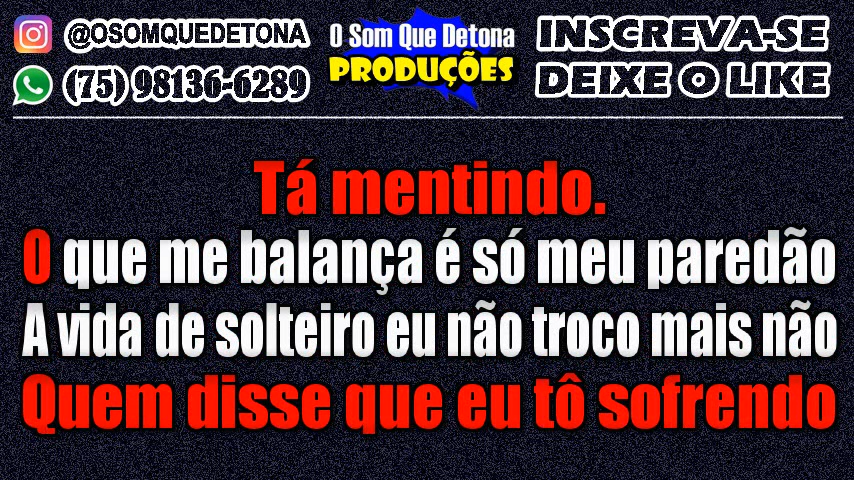 @OSOMQUEDETONA
(75) 98136-6289
O Som Que Detona
PRODUÇÕES
INSCREVA-SE
DEIXE O LIKE
Tá mentindo.
O que me balança é só meu paredão
A vida de solteiro eu não troco mais não
Quem disse que eu tô sofrendo